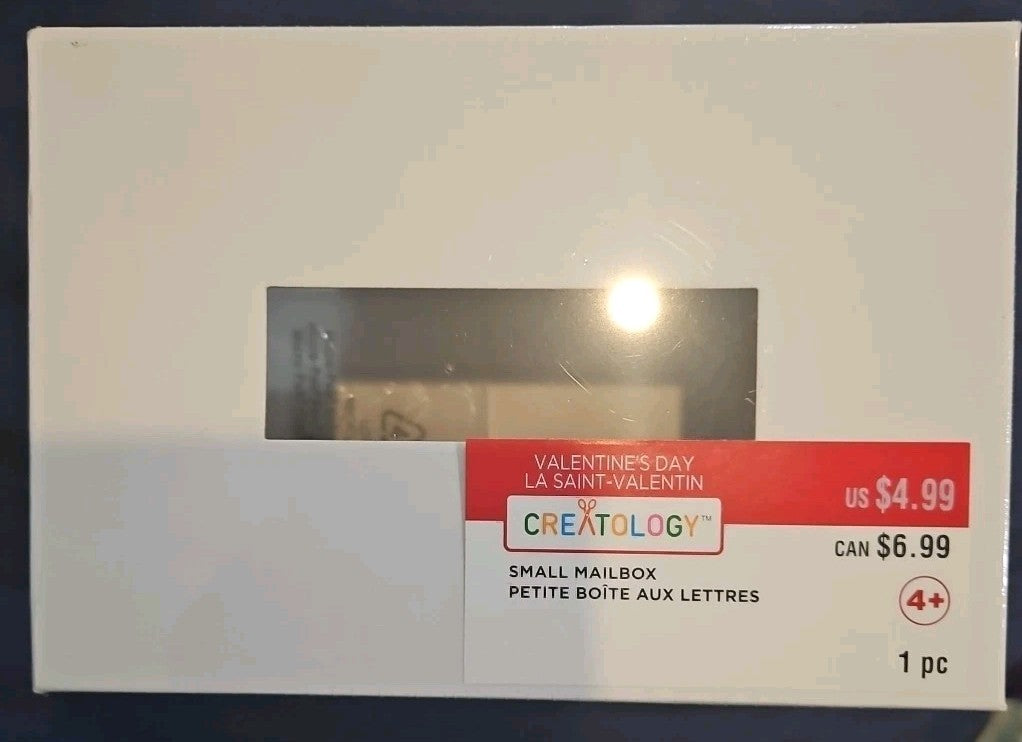 VALENTINE'S DAY
LA SAINT-VALENTIN
US $4.99
CREATOLOGY™
CAN $6.99
SMALL MAILBOX
PETITE BOÎTE AUX LETTRES
4+
1 pc